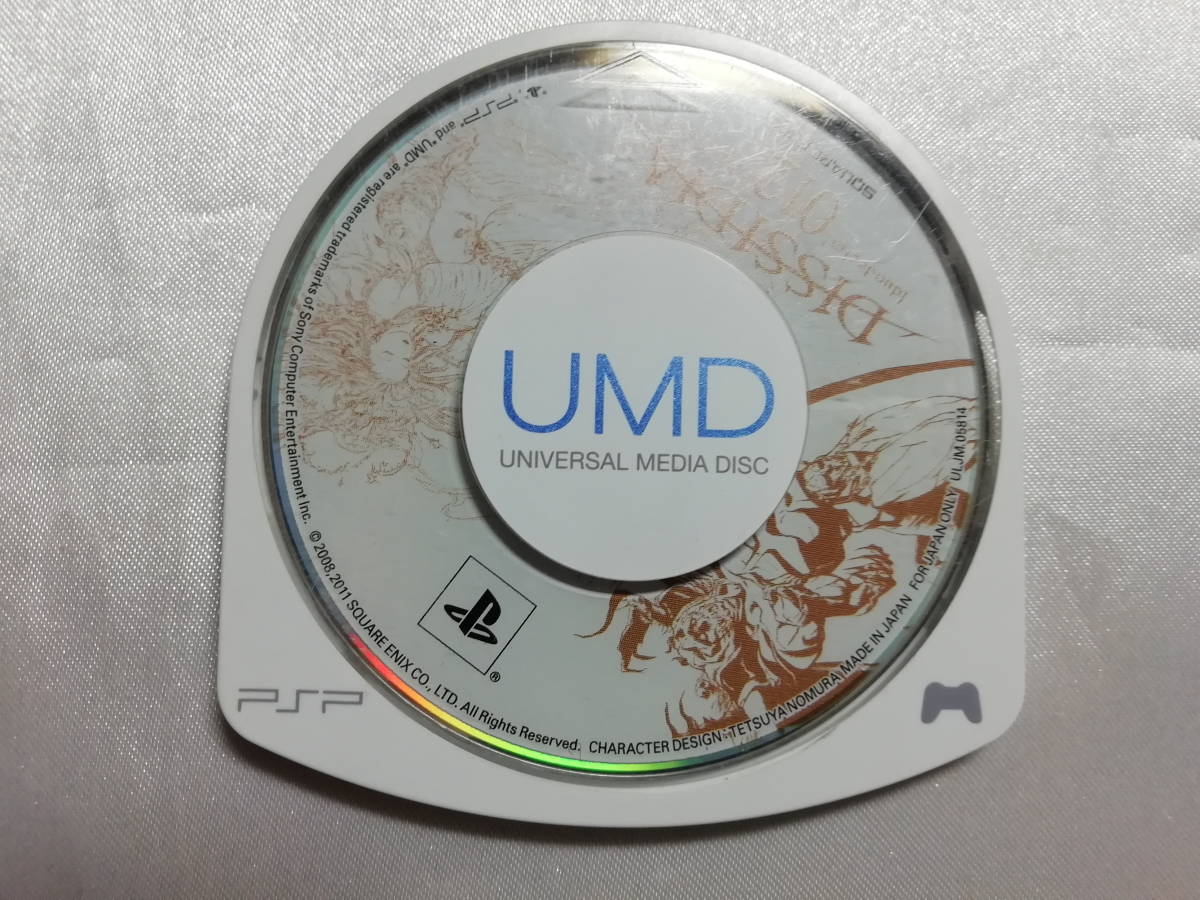 UMD
UNIVERSAL MEDIA DISC
DISSIDIA
012
duodecim
SQUARE ENIX
PSP
"PSP" and "UMD" are registered trademarks of Sony Computer Entertainment Inc. © 2008,2011 SQUARE ENIX CO., LTD. All Rights Reserved. CHARACTER DESIGN:TETSUYA NOMURA MADE IN JAPAN FOR JAPAN ONLY ULJM 05814
®